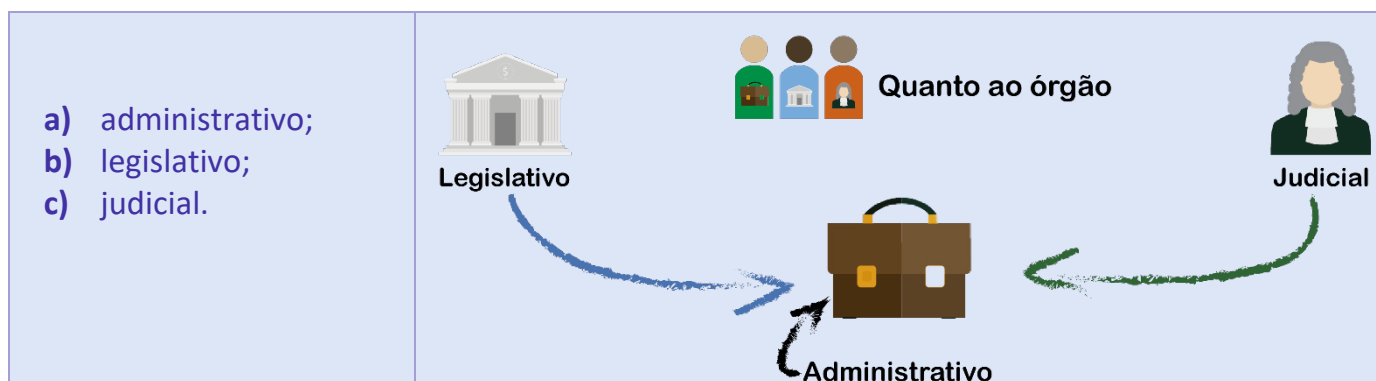 a) administrativo;
b) legislativo;
c) judicial.
Quanto ao órgão
Legislativo
Judicial
Administrativo